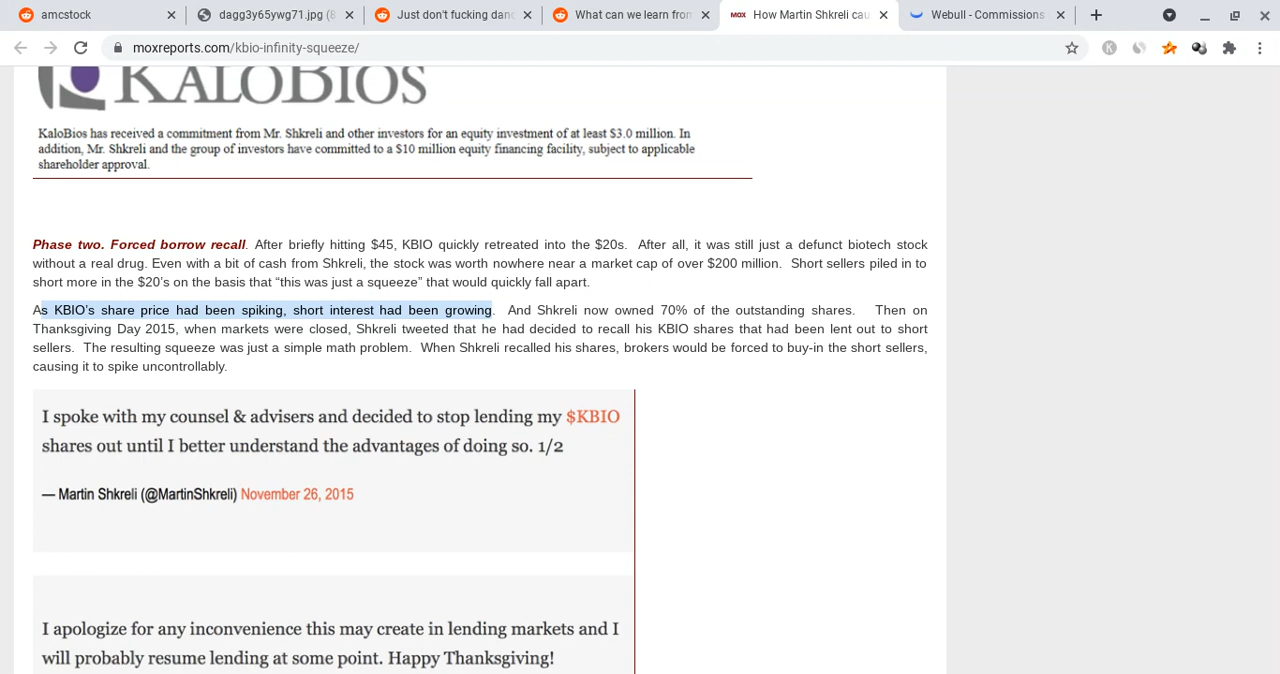 amcstock
dagg3y65ywg71.jpg (8
Just don't fucking danc
What can we learn from
MOX How Martin Shkreli cau
Webull - Commissions
moxreports.com/kbio-infinity-squeeze/
KALOBIOS
KaloBios has received a commitment from Mr. Shkreli and other investors for an equity investment of at least $3.0 million. In
addition, Mr. Shkreli and the group of investors have committed to a $10 million equity financing facility, subject to applicable
shareholder approval.
Phase two. Forced borrow recall. After briefly hitting $45, KBIO quickly retreated into the $20s. After all, it was still just a defunct biotech stock
without a real drug. Even with a bit of cash from Shkreli, the stock was worth nowhere near a market cap of over $200 million. Short sellers piled in to
short more in the $20's on the basis that “this was just a squeeze” that would quickly fall apart.
As KBIO's share price had been spiking, short interest had been growing. And Shkreli now owned 70% of the outstanding shares. Then on
Thanksgiving Day 2015, when markets were closed, Shkreli tweeted that he had decided to recall his KBIO shares that had been lent out to short
sellers. The resulting squeeze was just a simple math problem. When Shkreli recalled his shares, brokers would be forced to buy-in the short sellers,
causing it to spike uncontrollably.
I spoke with my counsel & advisers and decided to stop lending my $KBIO
shares out until I better understand the advantages of doing so. 1/2
— Martin Shkreli (@MartinShkreli) November 26, 2015
I apologize for any inconvenience this may create in lending markets and I
will probably resume lending at some point. Happy Thanksgiving!